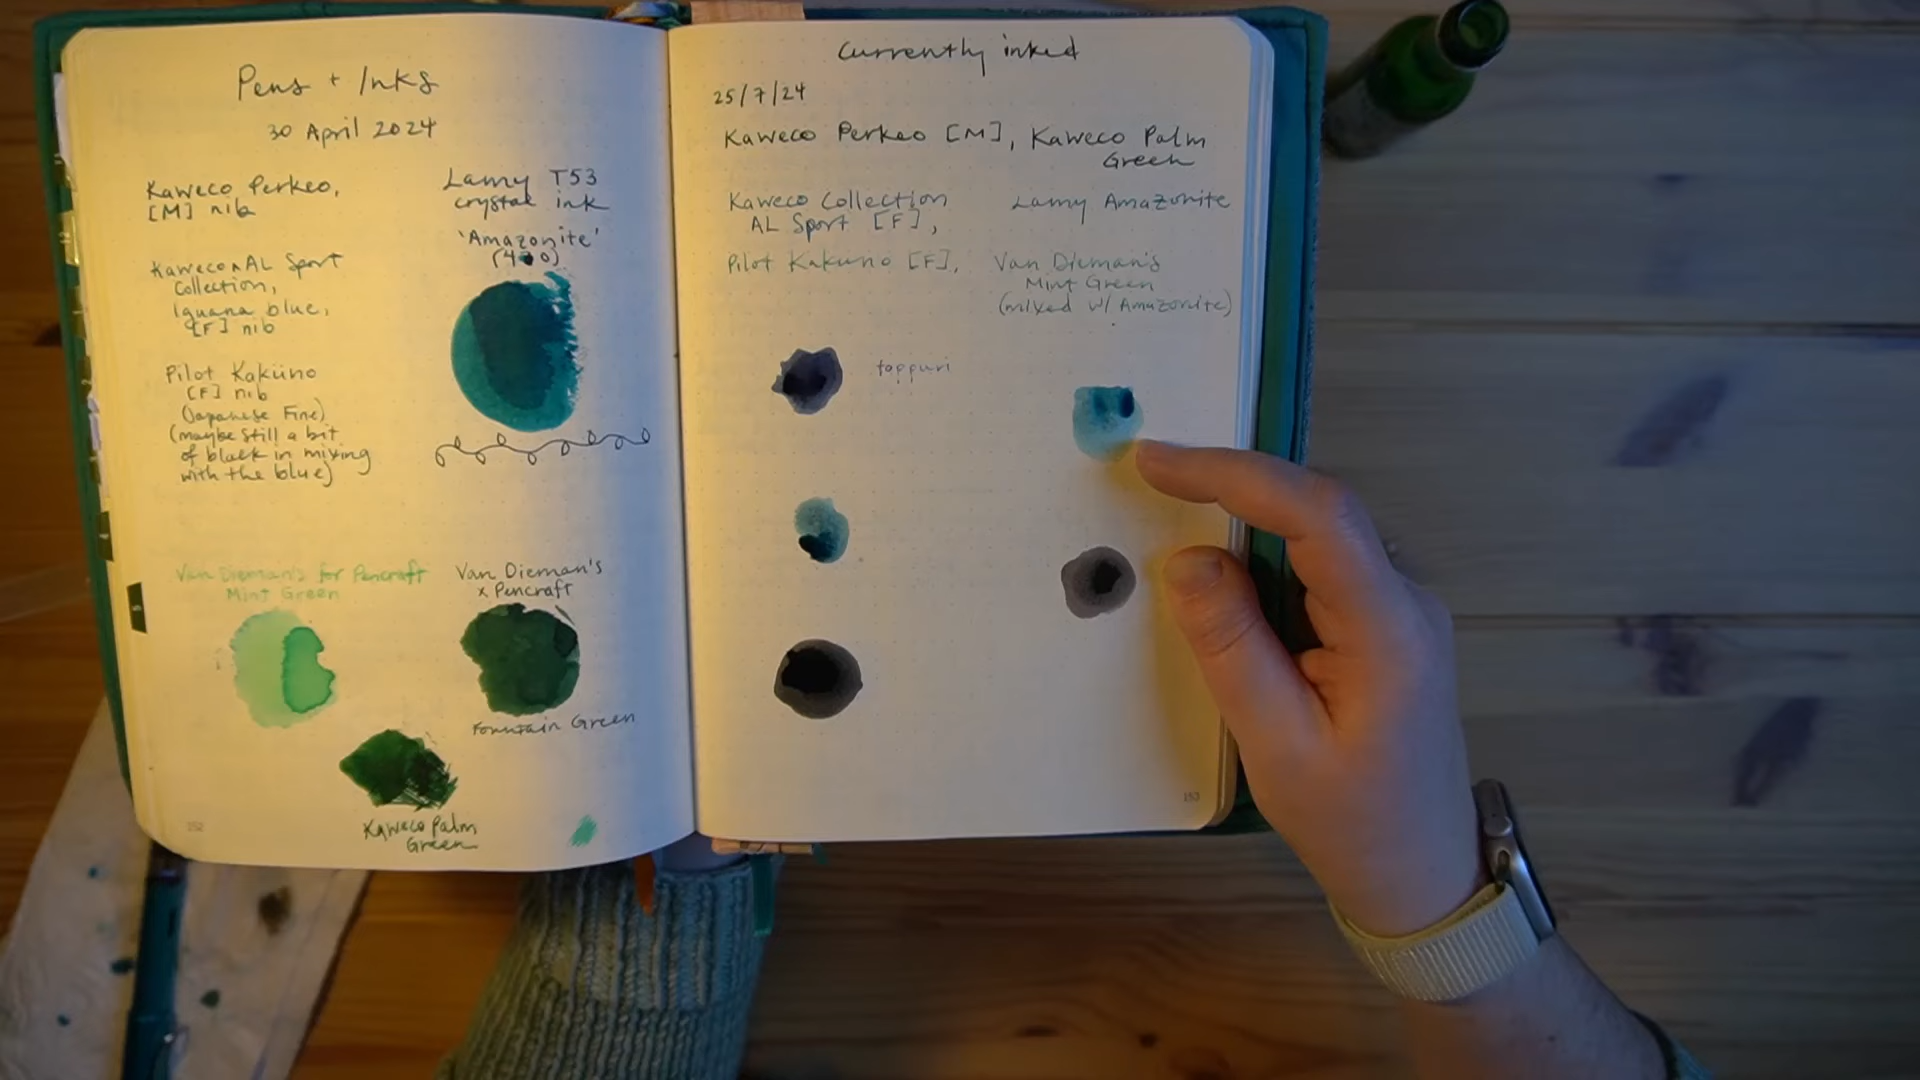 Pens + Inks
30 April 2024
Kaweco Perkeo,
[M] nib
Kaweco AL Sport
Collection,
Iguana blue,
[F] nib
Pilot Kaküno
[F] nib
(Japanese Fine)
(maybe still a bit
of black in mixing
with the blue)
Lamy T53
crystal ink
'Amazonite'
Van Dieman's for Pencraft
Mint Green
Van Dieman's
x Pencraft
Fountain Green
Kaweco Palm
Green
152
Currently inked
25/7/24
Kaweco Perkeo [M], Kaweco Palm
Green
Kaweco Collection
AL Sport [F],
Lamy Amazonite
Pilot Kakuno [F],
Van Dieman's
Mint Green
(mixed w/ Amazonite)
toppuri
153